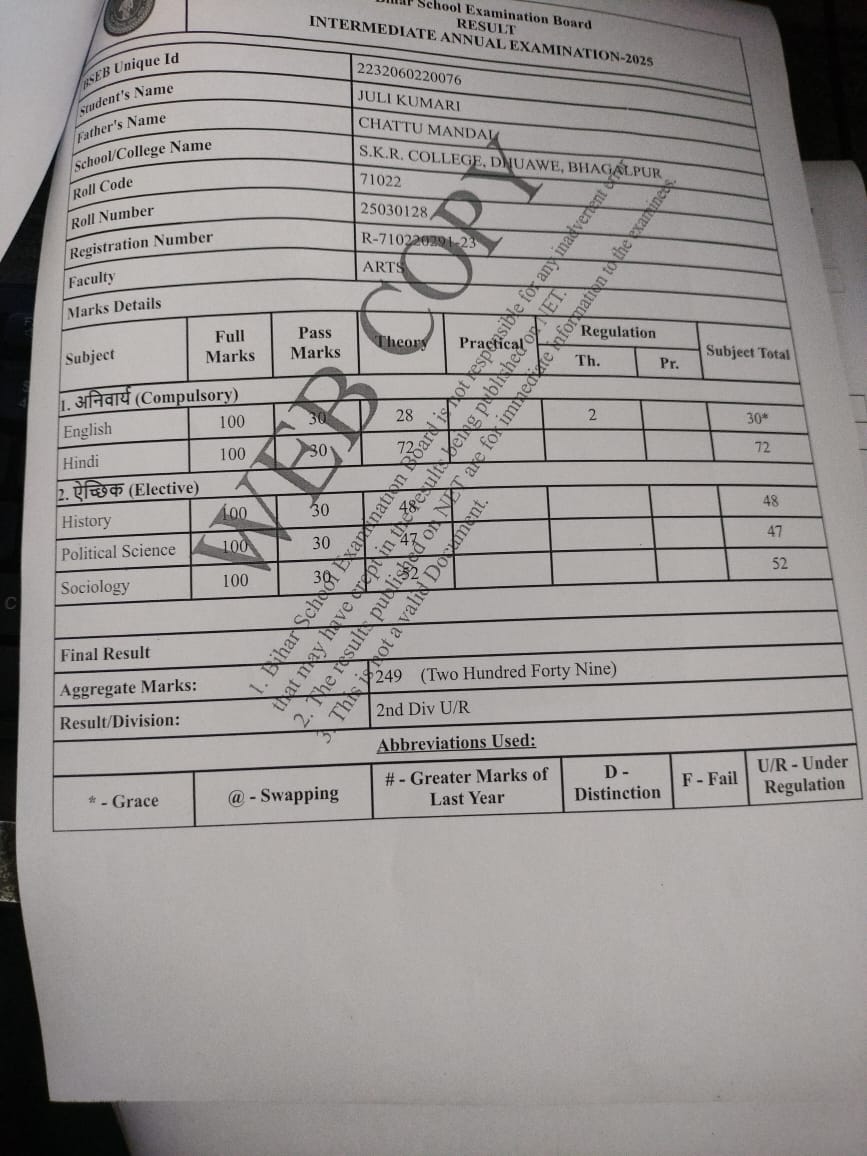 School Examination Board
RESULT
INTERMEDIATE ANNUAL EXAMINATION-2025
BSEB Unique Id 2232060220076
Student's Name JULI KUMARI
Father's Name CHATTU MANDAL
School/College Name S.K.R. COLLEGE, DHUAWE, BHAGALPUR
Roll Code 71022
Roll Number 25030128
Registration Number R-710220291-23
Faculty ARTS
Marks Details
Subject Full Marks Pass Marks Theory Practical Regulation Th. Pr. Subject Total
1. अनिवार्य (Compulsory)
English 100 30 28 2 30*
Hindi 100 30 72 72
2. ऐच्छिक (Elective)
History 100 30 48 48
Political Science 100 30 47 47
Sociology 100 30 52 52
Final Result
Aggregate Marks: 249 (Two Hundred Forty Nine)
Result/Division: 2nd Div U/R
Abbreviations Used:
* - Grace @ - Swapping # - Greater Marks of Last Year D - Distinction F - Fail U/R - Under Regulation
WEB COPY
1. Bihar School Examination Board is not responsible for any inadvertent error
that may have crept in the results being published on NET.
2. The results published on NET are for immediate information to the examinees.
3. This is not a valid Document.